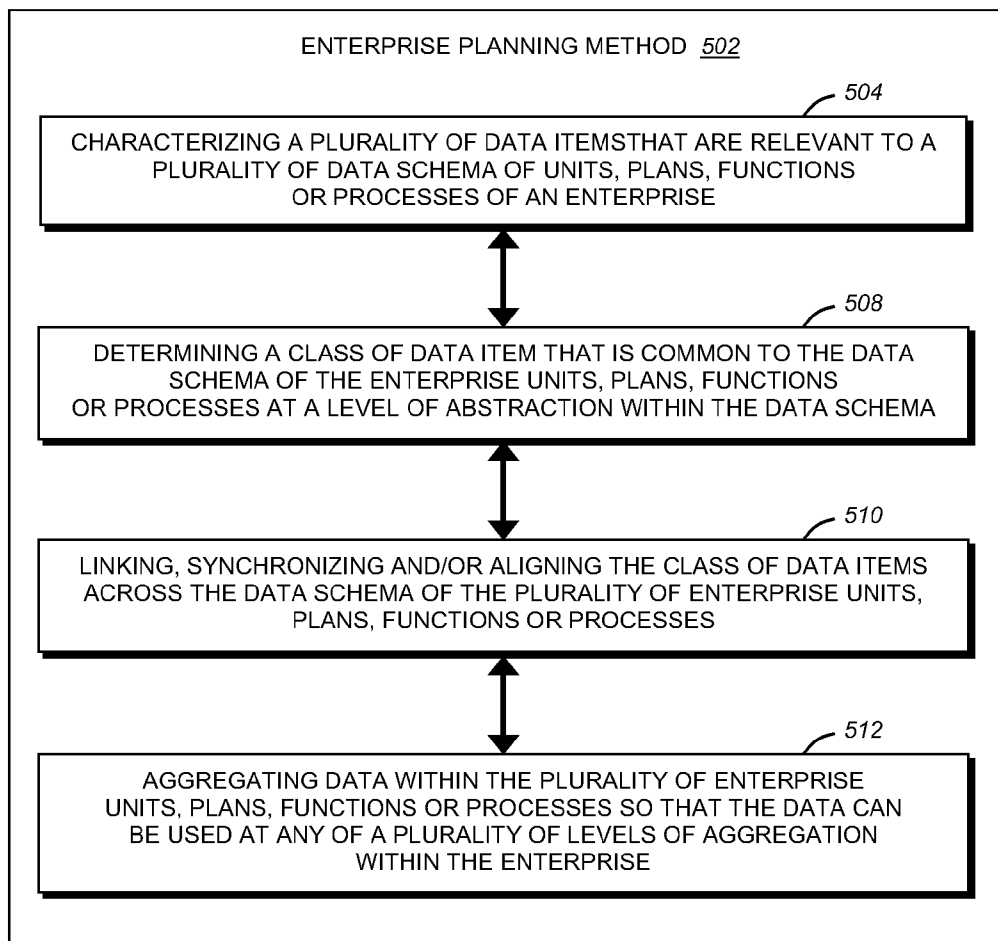 ENTERPRISE PLANNING METHOD 502
504
CHARACTERIZING A PLURALITY OF DATA ITEMSTHAT ARE RELEVANT TO A
PLURALITY OF DATA SCHEMA OF UNITS, PLANS, FUNCTIONS
OR PROCESSES OF AN ENTERPRISE
508
DETERMINING A CLASS OF DATA ITEM THAT IS COMMON TO THE DATA
SCHEMA OF THE ENTERPRISE UNITS, PLANS, FUNCTIONS
OR PROCESSES AT A LEVEL OF ABSTRACTION WITHIN THE DATA SCHEMA
510
LINKING, SYNCHRONIZING AND/OR ALIGNING THE CLASS OF DATA ITEMS
ACROSS THE DATA SCHEMA OF THE PLURALITY OF ENTERPRISE UNITS,
PLANS, FUNCTIONS OR PROCESSES
512
AGGREGATING DATA WITHIN THE PLURALITY OF ENTERPRISE
UNITS, PLANS, FUNCTIONS OR PROCESSES SO THAT THE DATA CAN
BE USED AT ANY OF A PLURALITY OF LEVELS OF AGGREGATION
WITHIN THE ENTERPRISE